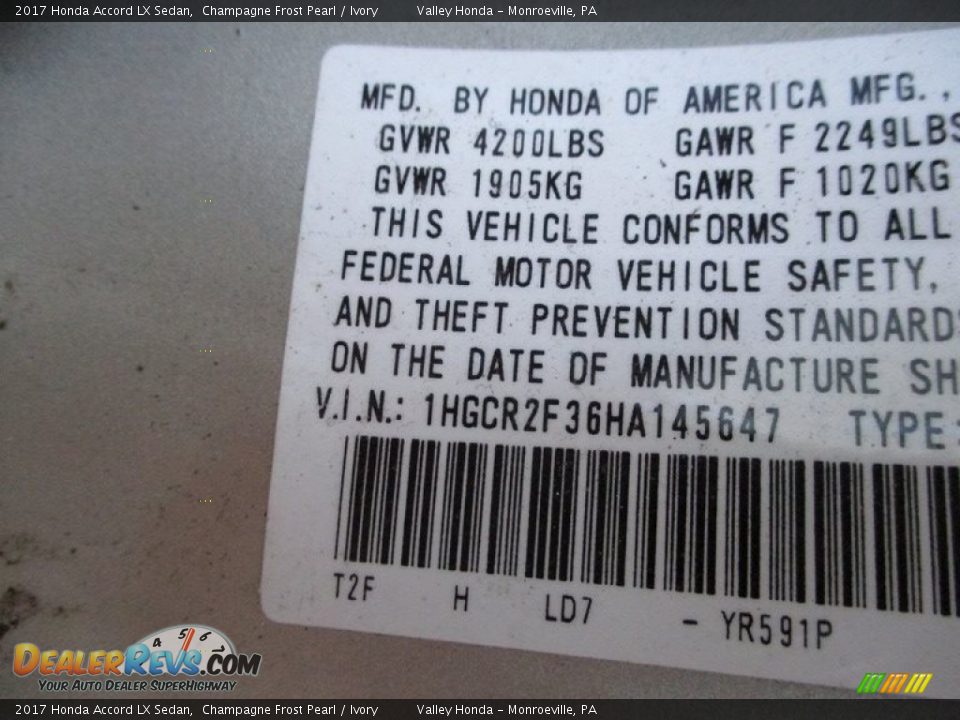 2017 Honda Accord LX Sedan, Champagne Frost Pearl / Ivory Valley Honda - Monroeville, PA
MFD. BY HONDA OF AMERICA MFG.,
GVWR 4200LBS GAWR F 2249LBS
GVWR 1905KG GAWR F 1020KG
THIS VEHICLE CONFORMS TO ALL
FEDERAL MOTOR VEHICLE SAFETY,
AND THEFT PREVENTION STANDARDS
ON THE DATE OF MANUFACTURE SH
V.I.N.: 1HGCR2F36HA145647 TYPE:
T2F H LD7 - YR591P
4 5 6
DEALERREVS.COM
YOUR AUTO DEALER SUPERHIGHWAY
2017 Honda Accord LX Sedan, Champagne Frost Pearl / Ivory Valley Honda - Monroeville, PA